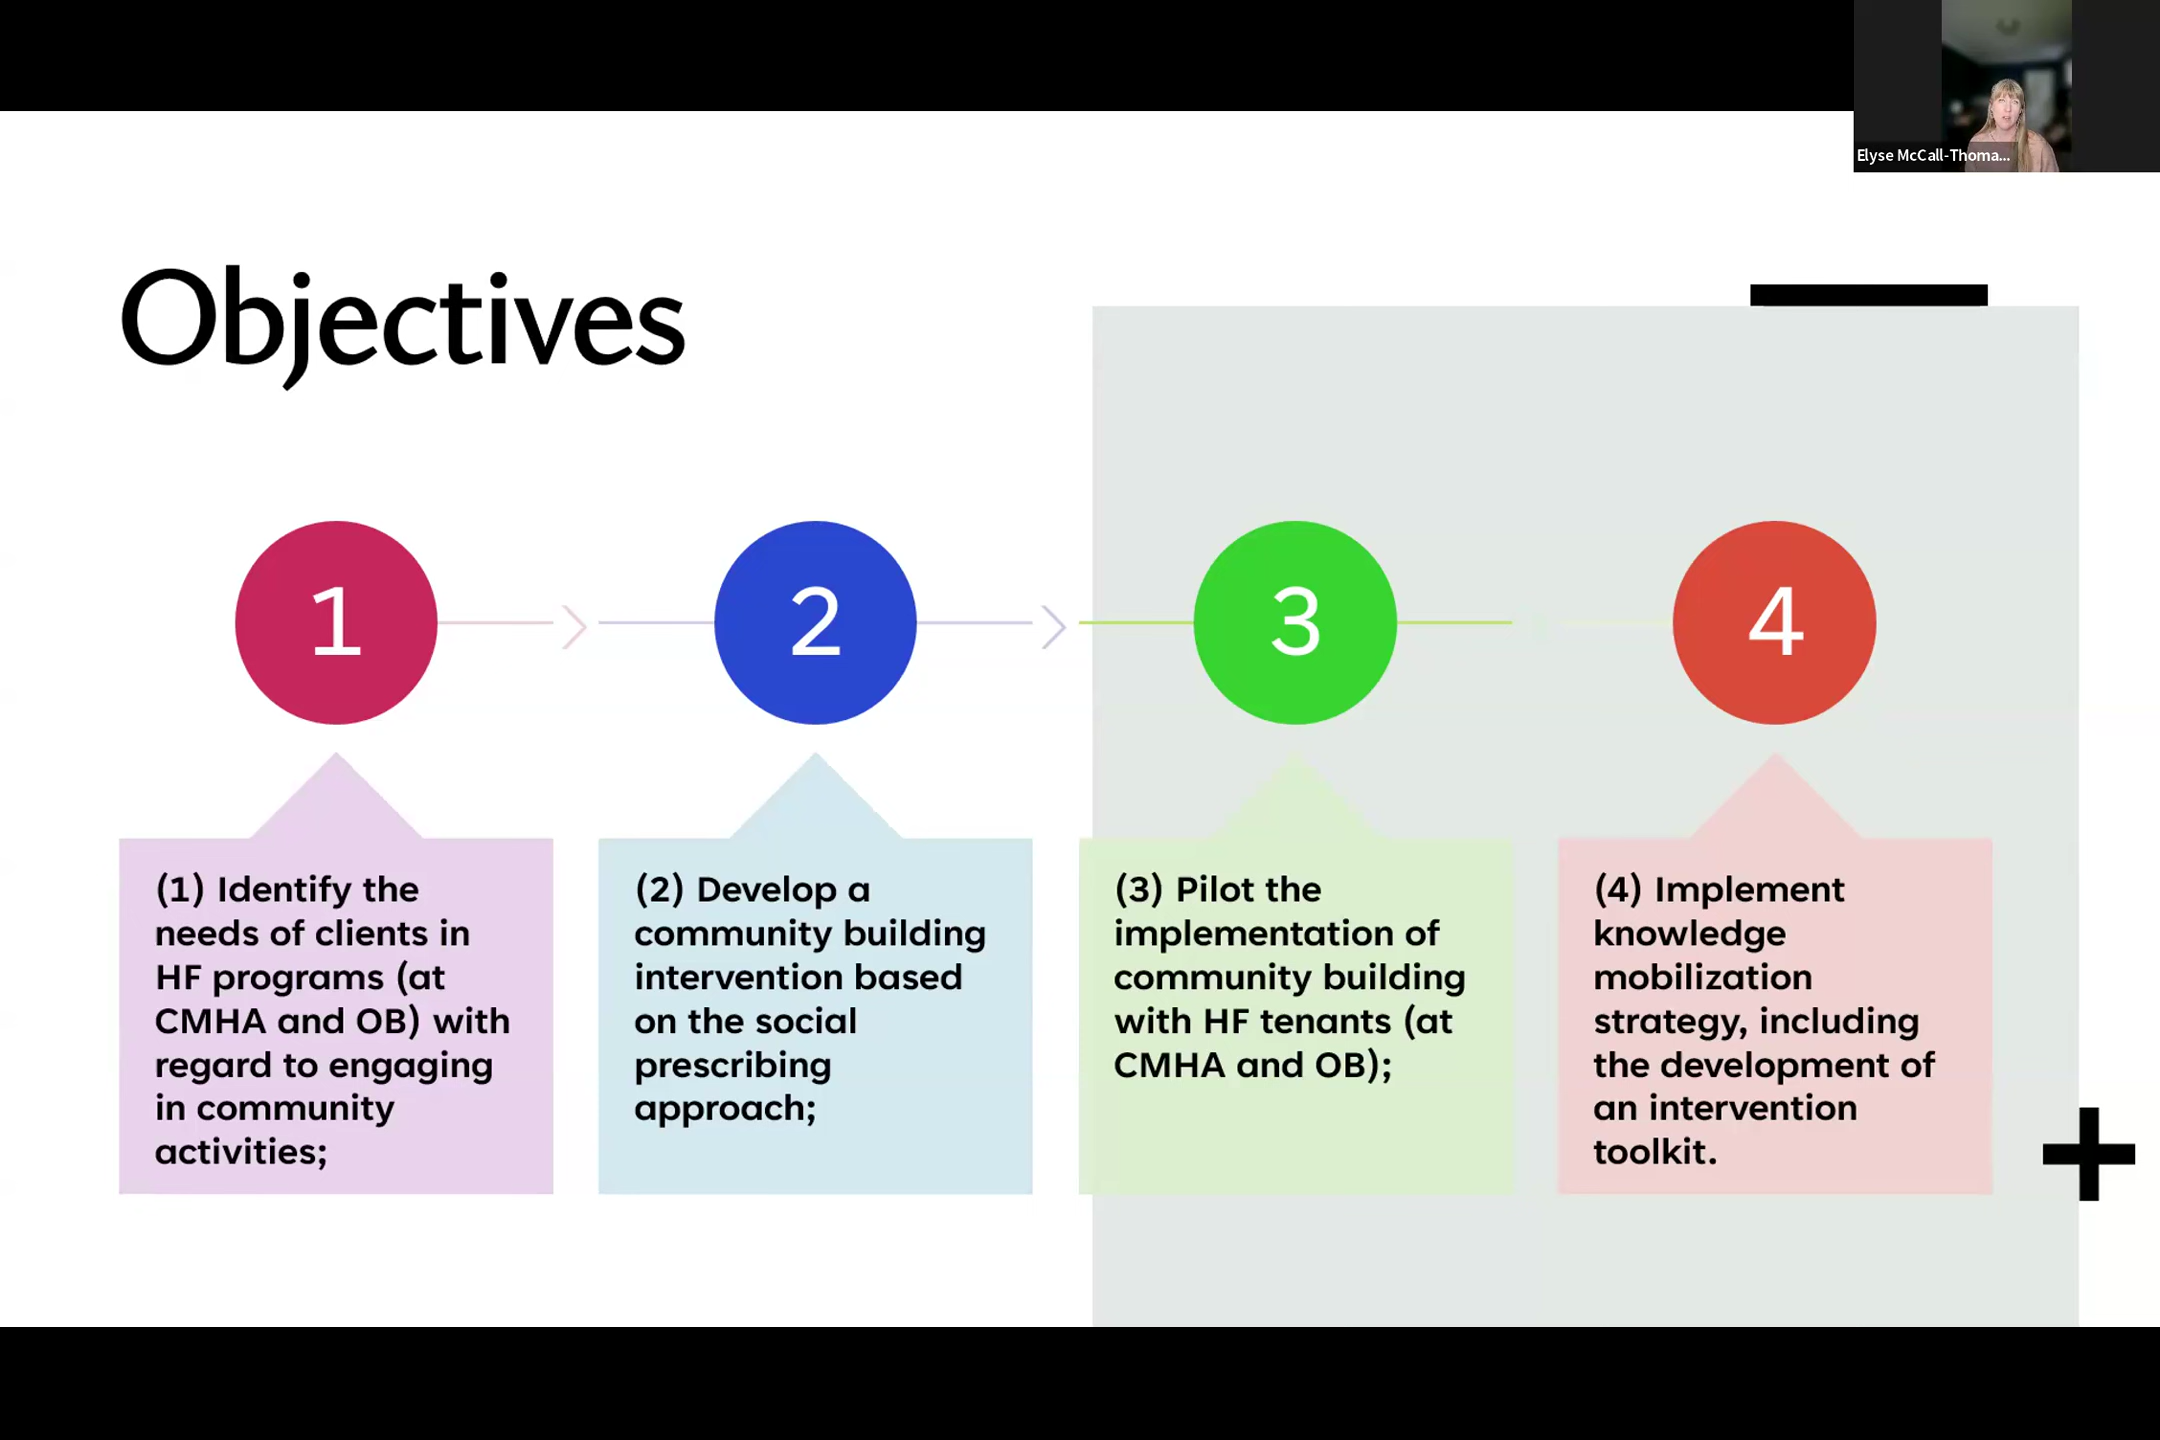 Elyse McCall-Thoma...
Objectives
1
2
3
4
(1) Identify the
needs of clients in
HF programs (at
CMHA and OB) with
regard to engaging
in community
activities;
(2) Develop a
community building
intervention based
on the social
prescribing
approach;
(3) Pilot the
implementation of
community building
with HF tenants (at
CMHA and OB);
(4) Implement
knowledge
mobilization
strategy, including
the development of
an intervention
toolkit.